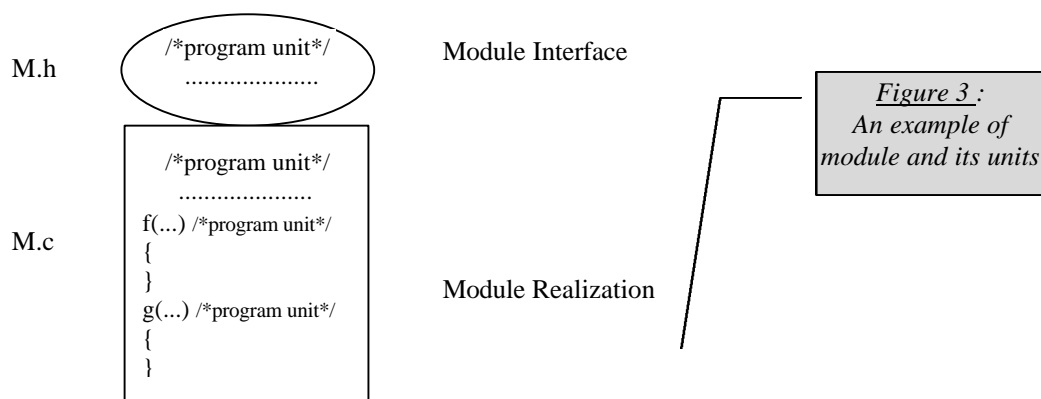 M.h
/*program unit*/
.....................
Module Interface
M.c
/*program unit*/
.....................
f(...) /*program unit*/
{
}
g(...) /*program unit*/
{
}
Module Realization
Figure 3 :
An example of
module and its units